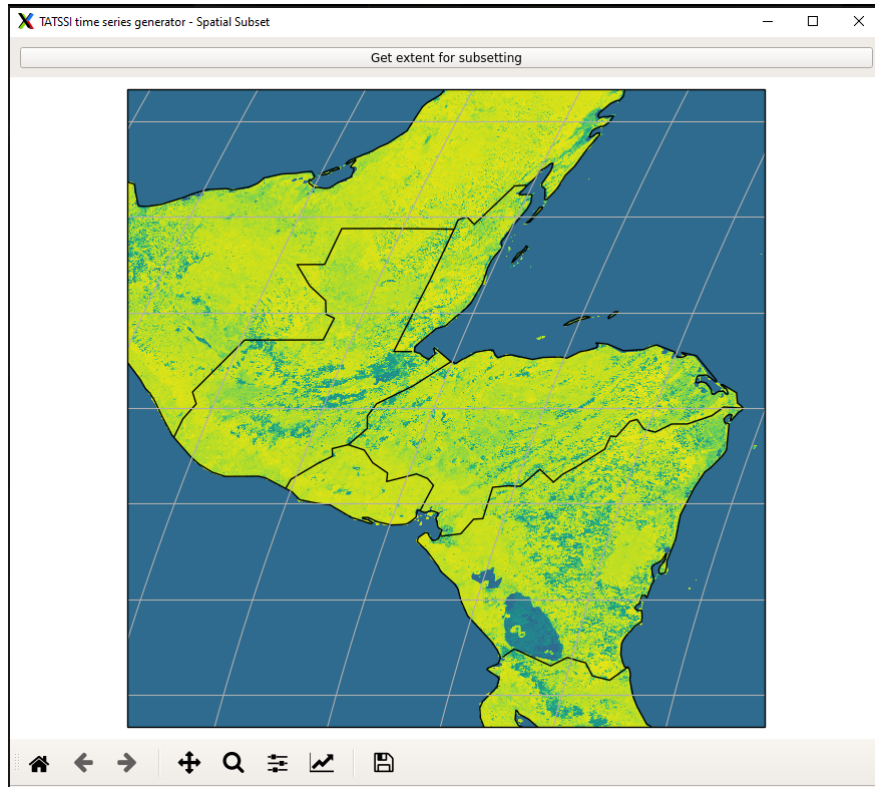 TATSSI time series generator - Spatial Subset
Get extent for subsetting